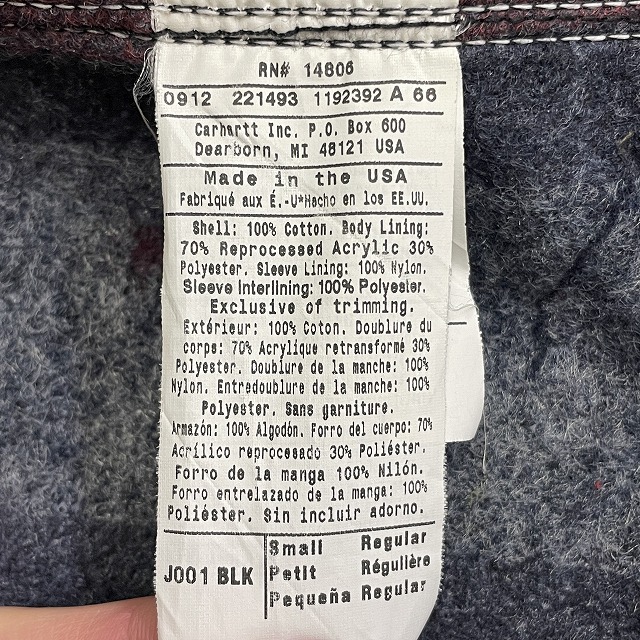 RN# 14806
0912 221493 1192392 A 66
Carhartt Inc. P.O. Box 600
Dearborn, MI 48121 USA
Made in the USA
Fabriqué aux É.-U*Hecho en los EE.UU.
Shell: 100% Cotton. Body Lining:
70% Reprocessed Acrylic 30%
Polyester. Sleeve Lining: 100% Nylon.
Sleeve Interlining: 100% Polyester.
Exclusive of trimming.
Extérieur: 100% Coton. Doublure du
corps: 70% Acrylique retransformé 30%
Polyester. Doublure de la manche: 100%
Nylon. Entredoublure de la manche: 100%
Polyester. Sans garniture.
Armazón: 100% Algodón. Forro del cuerpo: 70%
Acrílico reprocesado 30% Poliéster.
Forro de la manga 100% Nilón.
Forro entrelazado de la manga: 100%
Poliéster. Sin incluir adorno.
J001 BLK
Small Regular
Petit Régulière
Pequeña Regular